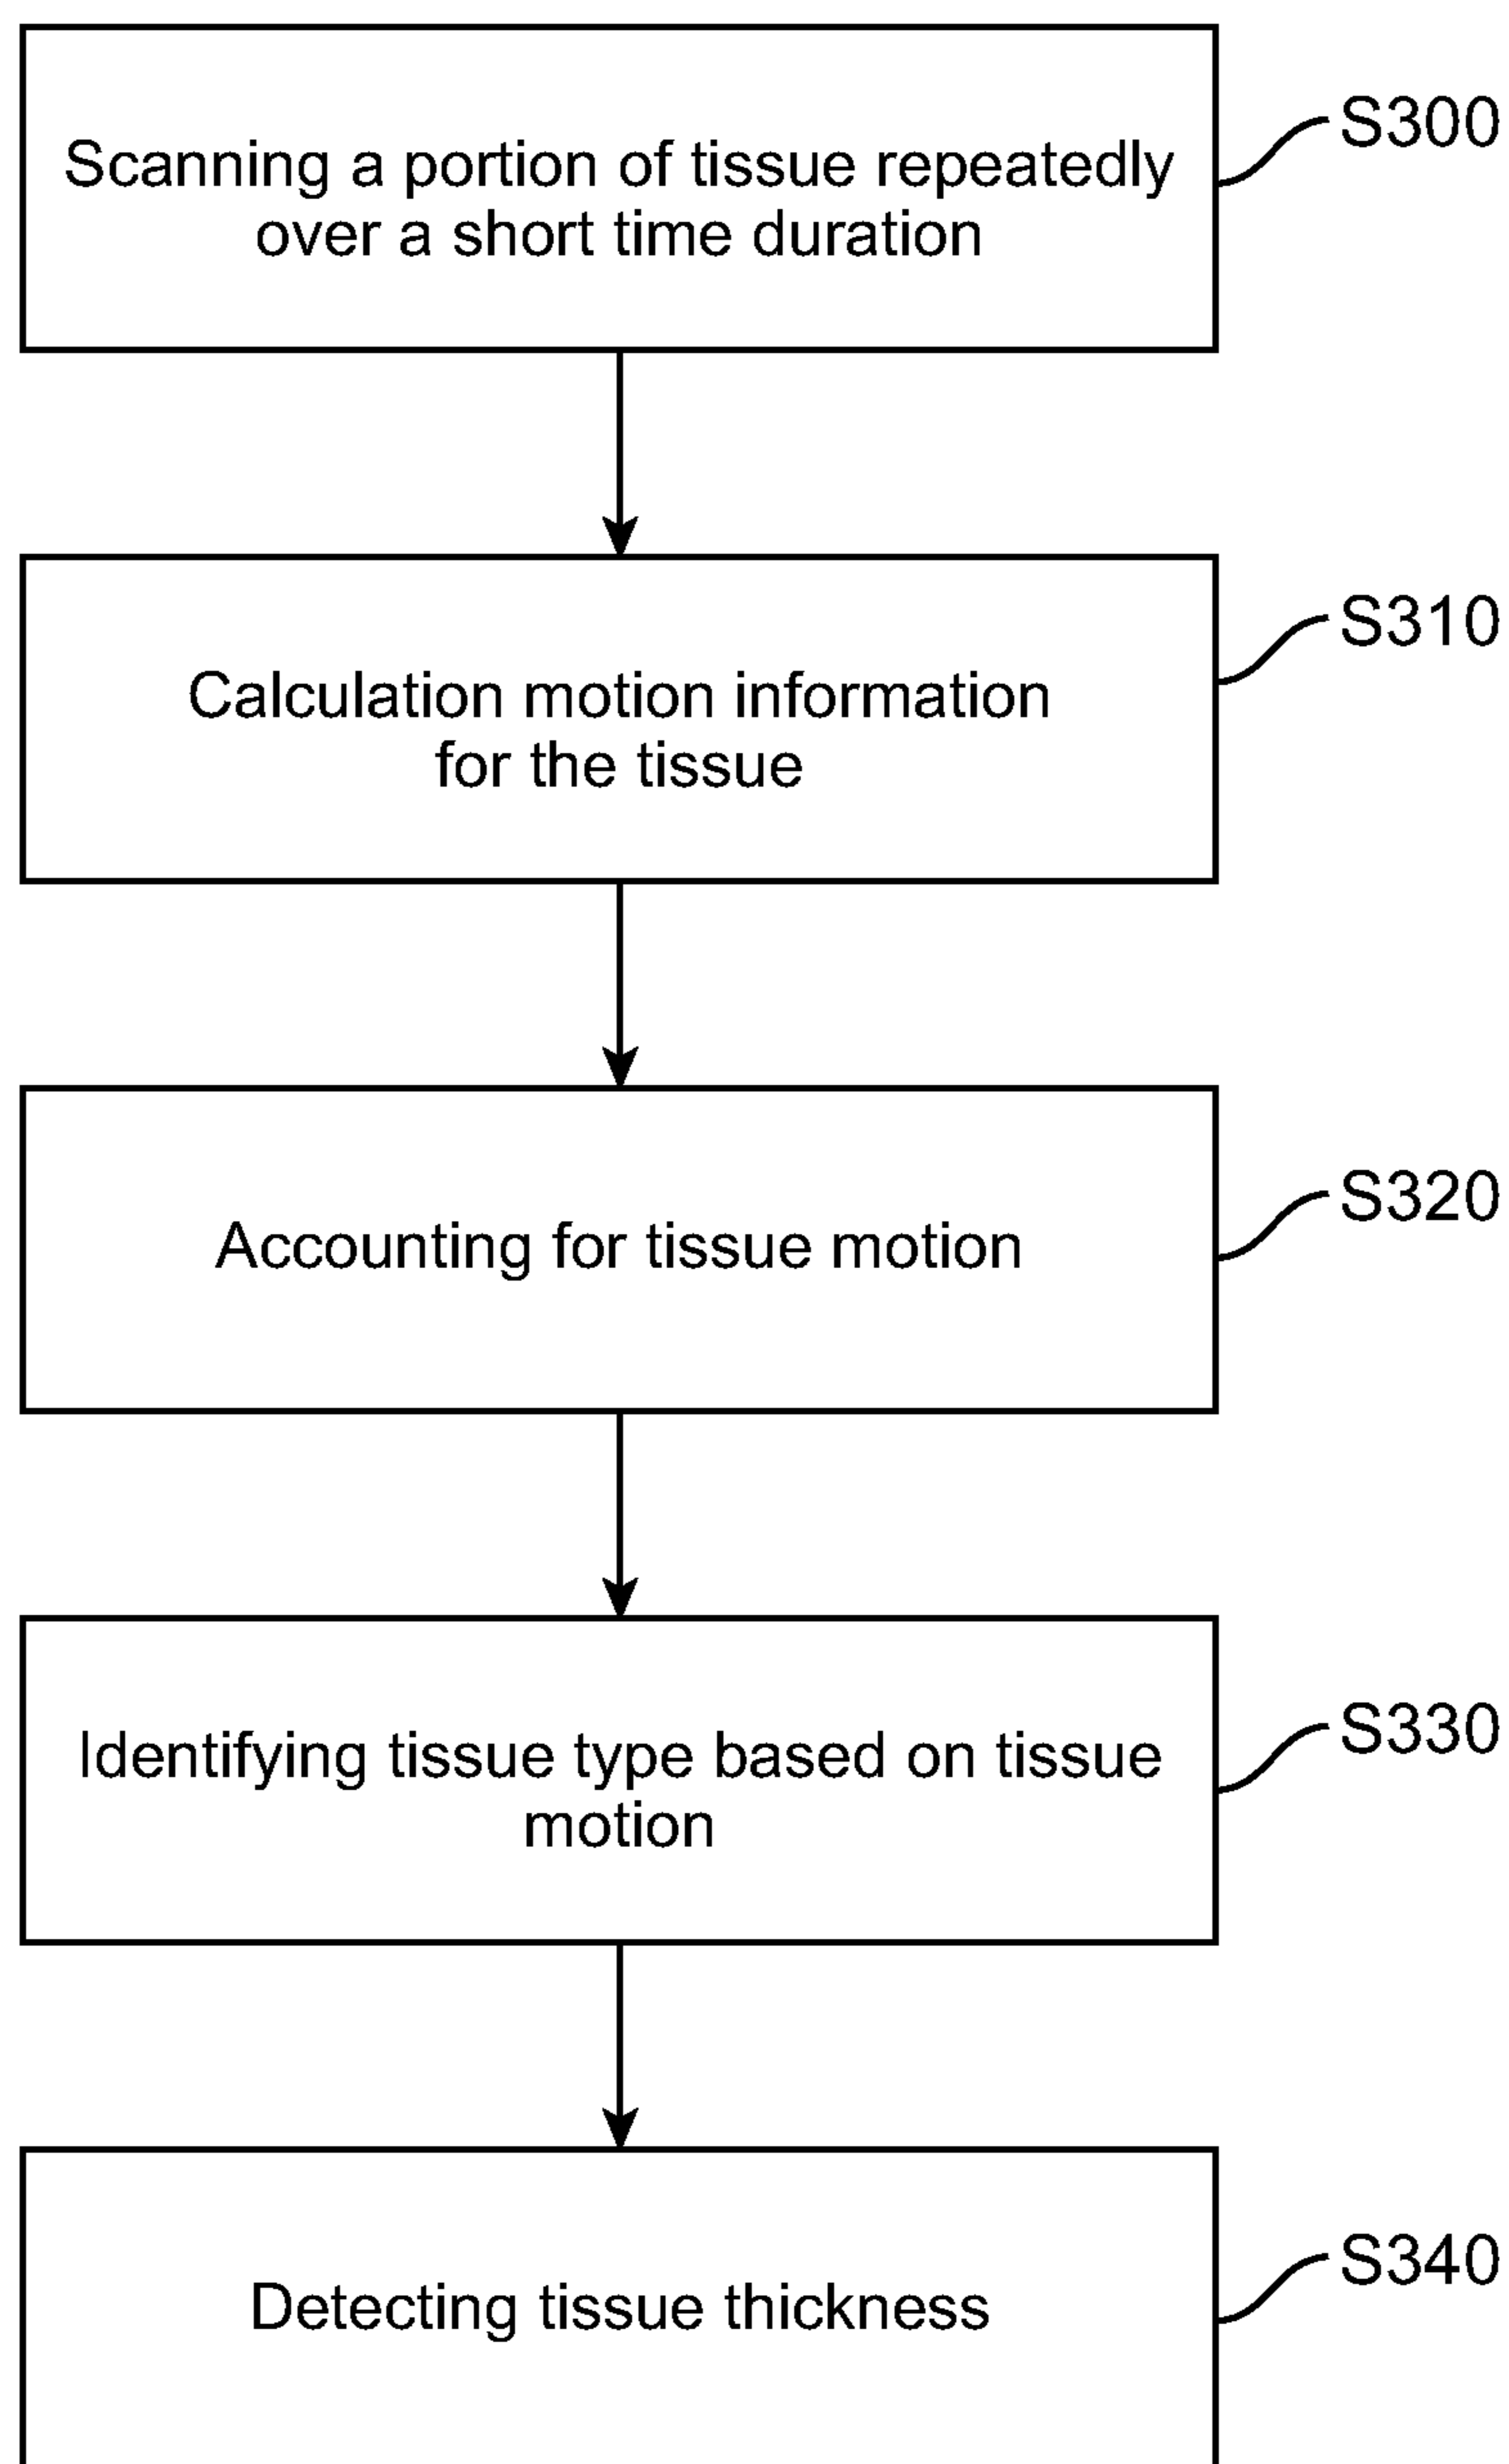 Scanning a portion of tissue repeatedly
over a short time duration
S300
Calculation motion information
for the tissue
S310
Accounting for tissue motion
S320
Identifying tissue type based on tissue
motion
S330
Detecting tissue thickness
S340